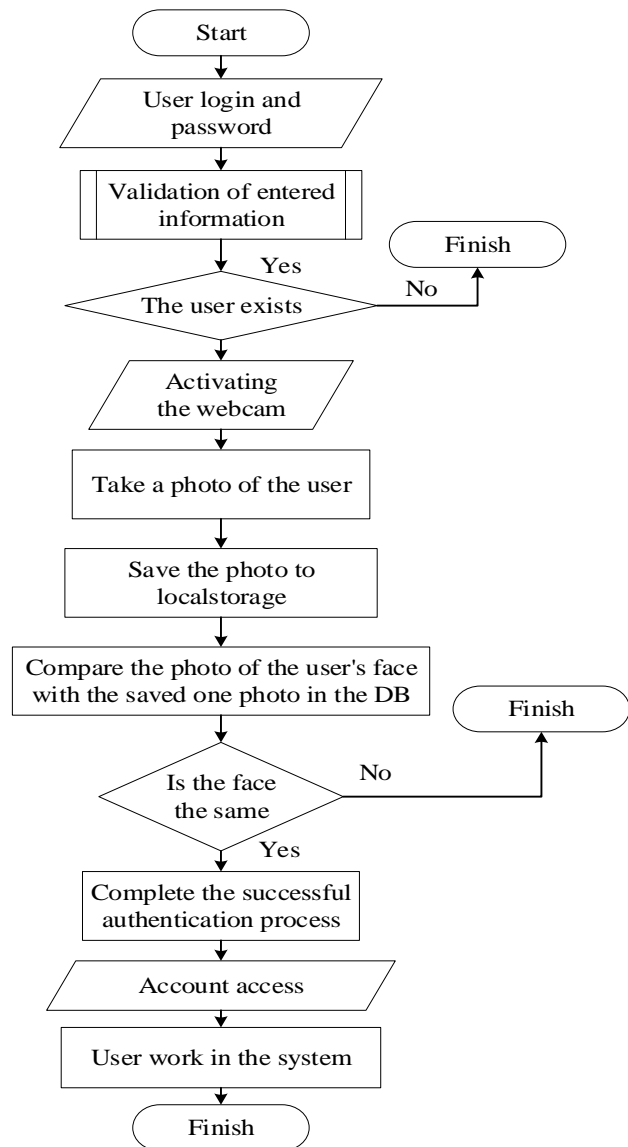 Start
User login and
password
Validation of entered
information
Finish
Yes
No
The user exists
Activating
the webcam
Take a photo of the user
Save the photo to
localstorage
Compare the photo of the user's face
with the saved one photo in the DB
Finish
No
Is the face
the same
Yes
Complete the successful
authentication process
Account access
User work in the system
Finish